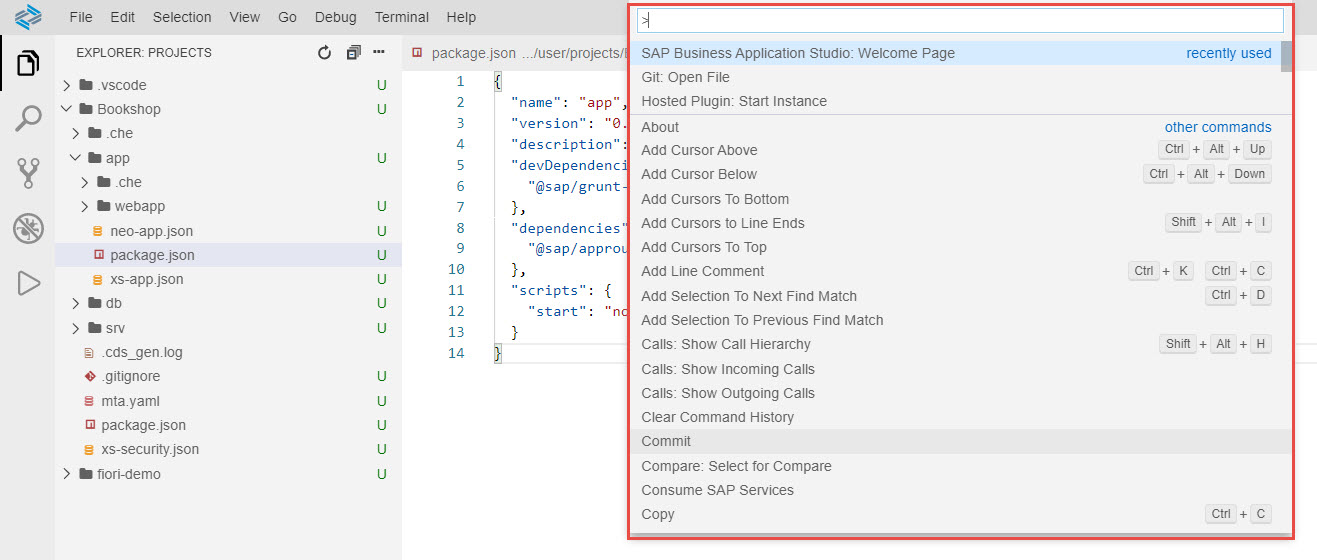 File Edit Selection View Go Debug Terminal Help
EXPLORER: PROJECTS
.vscode U
Bookshop U
.che
app U
.che
webapp U
neo-app.json U
package.json U
xs-app.json U
db U
srv U
.cds_gen.log
.gitignore U
mta.yaml U
package.json U
xs-security.json U
fiori-demo U
package.json .../user/projects/
1 {
2 "name": "app",
3 "version": "0.
4 "description":
5 "devDependenci
6 "@sap/grunt-
7 },
8 "dependencies"
9 "@sap/approu
10 },
11 "scripts": {
12 "start": "no
13 }
14 }
>
SAP Business Application Studio: Welcome Page recently used
Git: Open File
Hosted Plugin: Start Instance
About other commands
Add Cursor Above Ctrl + Alt + Up
Add Cursor Below Ctrl + Alt + Down
Add Cursors To Bottom
Add Cursors to Line Ends Shift + Alt + I
Add Cursors To Top
Add Line Comment Ctrl + K Ctrl + C
Add Selection To Next Find Match Ctrl + D
Add Selection To Previous Find Match
Calls: Show Call Hierarchy Shift + Alt + H
Calls: Show Incoming Calls
Calls: Show Outgoing Calls
Clear Command History
Commit
Compare: Select for Compare
Consume SAP Services
Copy Ctrl + C